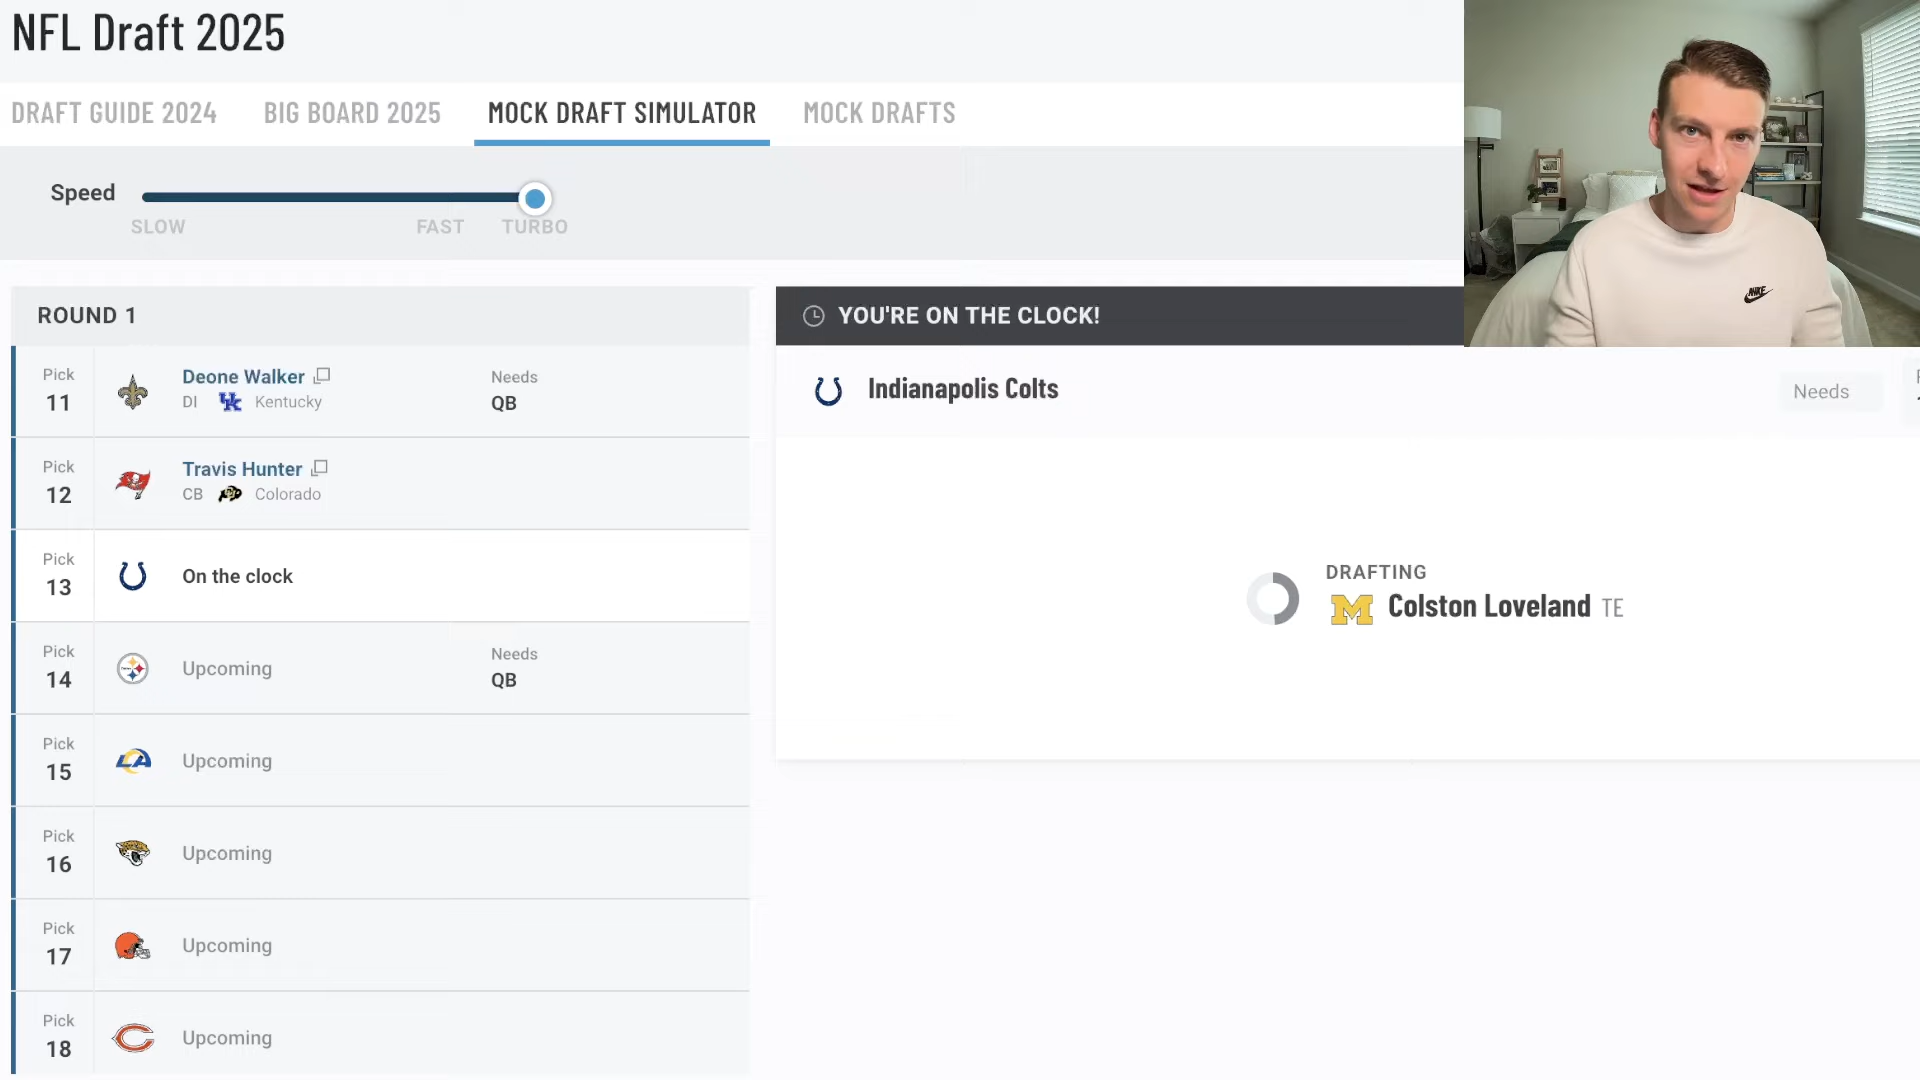 NFL Draft 2025
DRAFT GUIDE 2024 BIG BOARD 2025 MOCK DRAFT SIMULATOR MOCK DRAFTS
Speed
SLOW FAST TURBO
ROUND 1
Pick
11
Deone Walker
DI UK Kentucky
Needs
QB
Pick
12
Travis Hunter
CB CU Colorado
Pick
13
On the clock
Pick
14
Upcoming
Needs
QB
Pick
15
LA
Upcoming
Pick
16
Upcoming
Pick
17
Upcoming
Pick
18
C
Upcoming
YOU'RE ON THE CLOCK!
Indianapolis Colts
Needs
DRAFTING
M Colston Loveland TE
NIKE